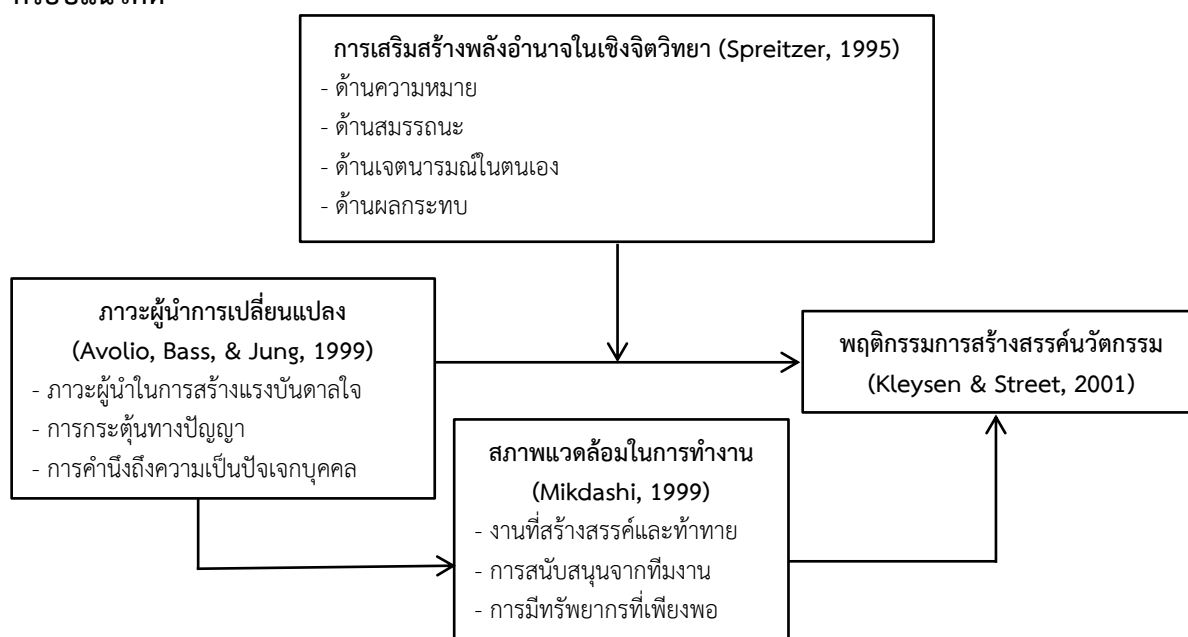 การเสริมสร้างพลังอำนาจในเชิงจิตวิทยา (Spreitzer, 1995)
- ด้านความหมาย
- ด้านสมรรถนะ
- ด้านเจตนารมณ์ในตนเอง
- ด้านผลกระทบ
ภาวะผู้นำการเปลี่ยนแปลง
(Avolio, Bass, & Jung, 1999)
- ภาวะผู้นำในการสร้างแรงบันดาลใจ
- การกระตุ้นทางปัญญา
- การคำนึงถึงความเป็นปัจเจกบุคคล
พฤติกรรมการสร้างสรรค์นวัตกรรม
(Kleysen & Street, 2001)
สภาพแวดล้อมในการทำงาน
(Mikdashi, 1999)
- งานที่สร้างสรรค์และท้าทาย
- การสนับสนุนจากทีมงาน
- การมีทรัพยากรที่เพียงพอ